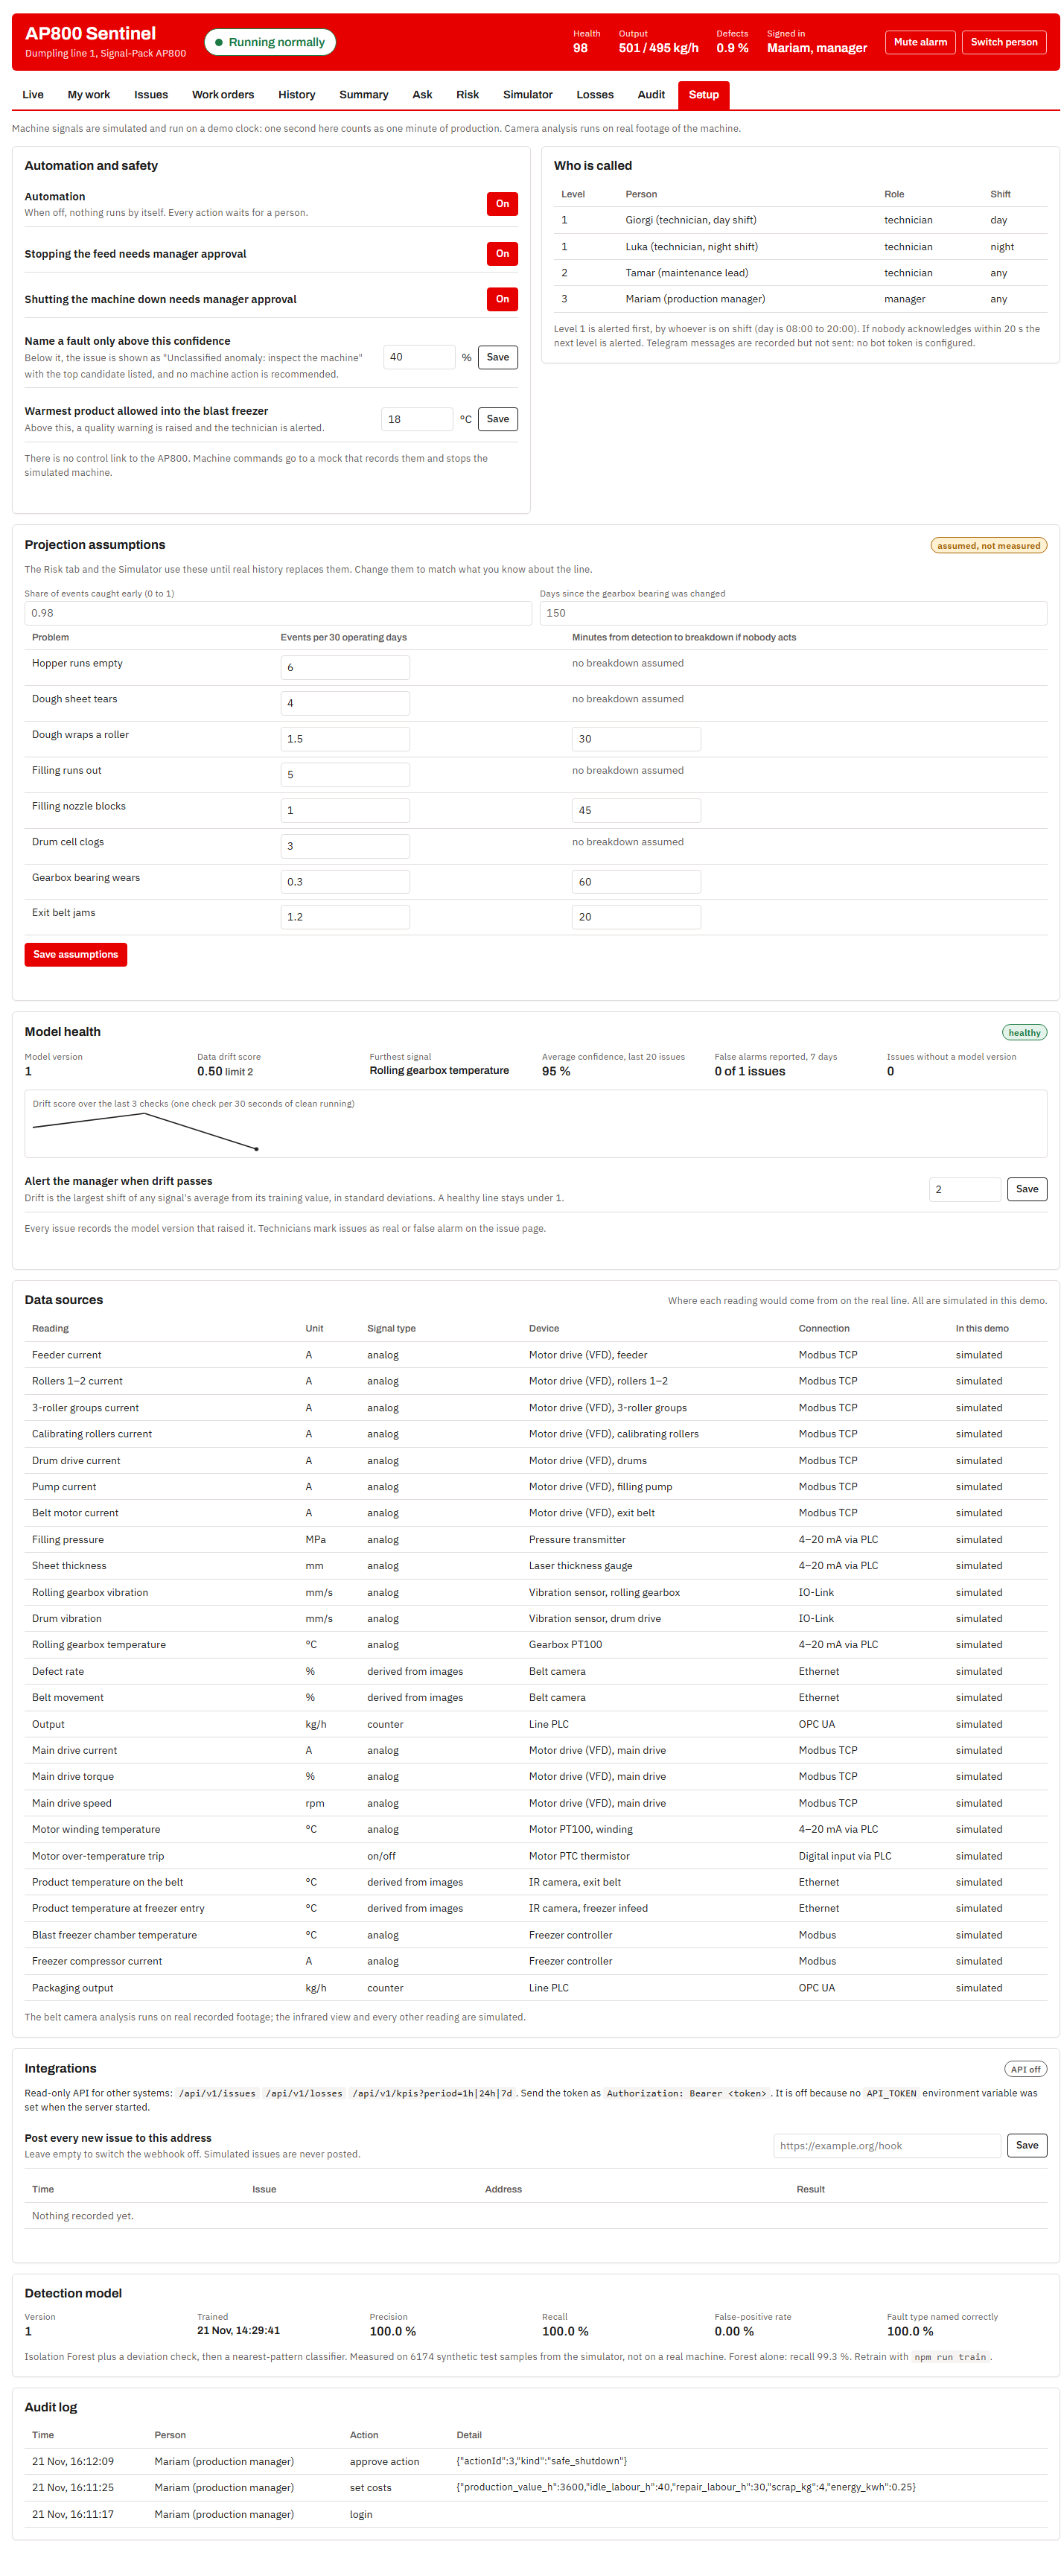 AP800 Sentinel
Dumpling line 1, Signal-Pack AP800
Running normally
Health
98
Output
501 / 495 kg/h
Defects
0.9 %
Signed in
Mariam, manager
Mute alarm
Switch person
Live My work Issues Work orders History Summary Ask Risk Simulator Losses Audit Setup
Machine signals are simulated and run on a demo clock: one second here counts as one minute of production. Camera analysis runs on real footage of the machine.
Automation and safety
Automation
When off, nothing runs by itself. Every action waits for a person.
On
Stopping the feed needs manager approval
On
Shutting the machine down needs manager approval
On
Name a fault only above this confidence
Below it, the issue is shown as "Unclassified anomaly: inspect the machine"
with the top candidate listed, and no machine action is recommended.
40 % Save
Warmest product allowed into the blast freezer
Above this, a quality warning is raised and the technician is alerted.
18 °C Save
There is no control link to the AP800. Machine commands go to a mock that records them and stops the
simulated machine.
Who is called
Level Person Role Shift
1 Giorgi (technician, day shift) technician day
1 Luka (technician, night shift) technician night
2 Tamar (maintenance lead) technician any
3 Mariam (production manager) manager any
Level 1 is alerted first, by whoever is on shift (day is 08:00 to 20:00). If nobody acknowledges within 20 s the
next level is alerted. Telegram messages are recorded but not sent: no bot token is configured.
Projection assumptions
assumed, not measured
The Risk tab and the Simulator use these until real history replaces them. Change them to match what you know about the line.
Share of events caught early (0 to 1)
0.98
Days since the gearbox bearing was changed
150
Problem Events per 30 operating days Minutes from detection to breakdown if nobody acts
Hopper runs empty 6 no breakdown assumed
Dough sheet tears 4 no breakdown assumed
Dough wraps a roller 1.5 30
Filling runs out 5 no breakdown assumed
Filling nozzle blocks 1 45
Drum cell clogs 3 no breakdown assumed
Gearbox bearing wears 0.3 60
Exit belt jams 1.2 20
Save assumptions
Model health
healthy
Model version
1
Data drift score
0.50 limit 2
Furthest signal
Rolling gearbox temperature
Average confidence, last 20 issues
95 %
False alarms reported, 7 days
0 of 1 issues
Issues without a model version
0
Drift score over the last 3 checks (one check per 30 seconds of clean running)
Alert the manager when drift passes
Drift is the largest shift of any signal's average from its training value, in standard deviations. A healthy line stays under 1.
2 Save
Every issue records the model version that raised it. Technicians mark issues as real or false alarm on the issue page.
Data sources
Where each reading would come from on the real line. All are simulated in this demo.
Reading Unit Signal type Device Connection In this demo
Feeder current A analog Motor drive (VFD), feeder Modbus TCP simulated
Rollers 1–2 current A analog Motor drive (VFD), rollers 1–2 Modbus TCP simulated
3-roller groups current A analog Motor drive (VFD), 3-roller groups Modbus TCP simulated
Calibrating rollers current A analog Motor drive (VFD), calibrating rollers Modbus TCP simulated
Drum drive current A analog Motor drive (VFD), drums Modbus TCP simulated
Pump current A analog Motor drive (VFD), filling pump Modbus TCP simulated
Belt motor current A analog Motor drive (VFD), exit belt Modbus TCP simulated
Filling pressure MPa analog Pressure transmitter 4–20 mA via PLC simulated
Sheet thickness mm analog Laser thickness gauge 4–20 mA via PLC simulated
Rolling gearbox vibration mm/s analog Vibration sensor, rolling gearbox IO-Link simulated
Drum vibration mm/s analog Vibration sensor, drum drive IO-Link simulated
Rolling gearbox temperature °C analog Gearbox PT100 4–20 mA via PLC simulated
Defect rate % derived from images Belt camera Ethernet simulated
Belt movement % derived from images Belt camera Ethernet simulated
Output kg/h counter Line PLC OPC UA simulated
Main drive current A analog Motor drive (VFD), main drive Modbus TCP simulated
Main drive torque % analog Motor drive (VFD), main drive Modbus TCP simulated
Main drive speed rpm analog Motor drive (VFD), main drive Modbus TCP simulated
Motor winding temperature °C analog Motor PT100, winding 4–20 mA via PLC simulated
Motor over-temperature trip on/off Motor PTC thermistor Digital input via PLC simulated
Product temperature on the belt °C derived from images IR camera, exit belt Ethernet simulated
Product temperature at freezer entry °C derived from images IR camera, freezer infeed Ethernet simulated
Blast freezer chamber temperature °C analog Freezer controller Modbus simulated
Freezer compressor current A analog Freezer controller Modbus simulated
Packaging output kg/h counter Line PLC OPC UA simulated
The belt camera analysis runs on real recorded footage; the infrared view and every other reading are simulated.
Integrations
API off
Read-only API for other systems: /api/v1/issues /api/v1/losses /api/v1/kpis?period=1h|24h|7d . Send the token as Authorization: Bearer <token> . It is off because no API_TOKEN environment variable was
set when the server started.
Post every new issue to this address
Leave empty to switch the webhook off. Simulated issues are never posted.
https://example.org/hook Save
Time Issue Address Result
Nothing recorded yet.
Detection model
Version
1
Trained
21 Nov, 14:29:41
Precision
100.0 %
Recall
100.0 %
False-positive rate
0.00 %
Fault type named correctly
100.0 %
Isolation Forest plus a deviation check, then a nearest-pattern classifier. Measured on 6174 synthetic test samples from the simulator, not on a real machine. Forest alone: recall 99.3 %. Retrain with npm run train .
Audit log
Time Person Action Detail
21 Nov, 16:12:09 Mariam (production manager) approve action {"actionId":3,"kind":"safe_shutdown"}
21 Nov, 16:11:25 Mariam (production manager) set costs {"production_value_h":3600,"idle_labour_h":40,"repair_labour_h":30,"scrap_kg":4,"energy_kwh":0.25}
21 Nov, 16:11:17 Mariam (production manager) login